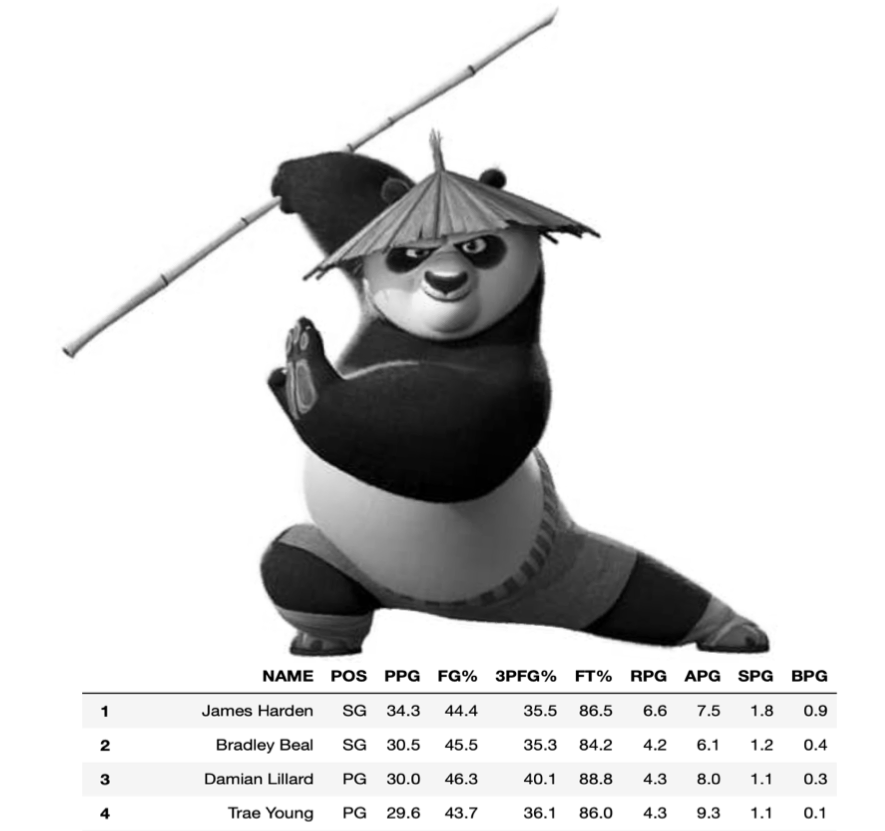 NAME POS PPG FG% 3PFG% FT% RPG APG SPG BPG
1 James Harden SG 34.3 44.4 35.5 86.5 6.6 7.5 1.8 0.9
2 Bradley Beal SG 30.5 45.5 35.3 84.2 4.2 6.1 1.2 0.4
3 Damian Lillard PG 30.0 46.3 40.1 88.8 4.3 8.0 1.1 0.3
4 Trae Young PG 29.6 43.7 36.1 86.0 4.3 9.3 1.1 0.1